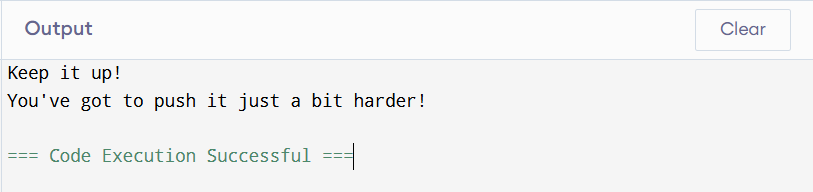 Output
Clear
Keep it up!
You've got to push it just a bit harder!
=== Code Execution Successful ===